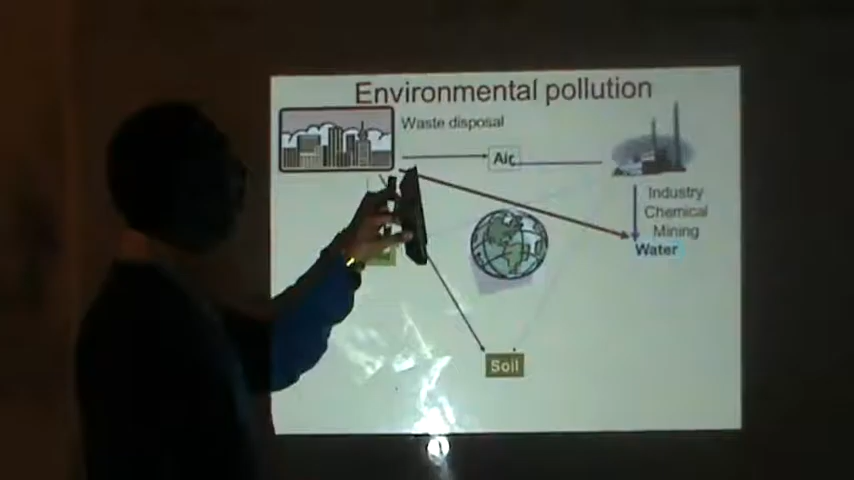 Environmental pollution
Waste disposal
Air
Industry
Chemical
Mining
Water
Soil